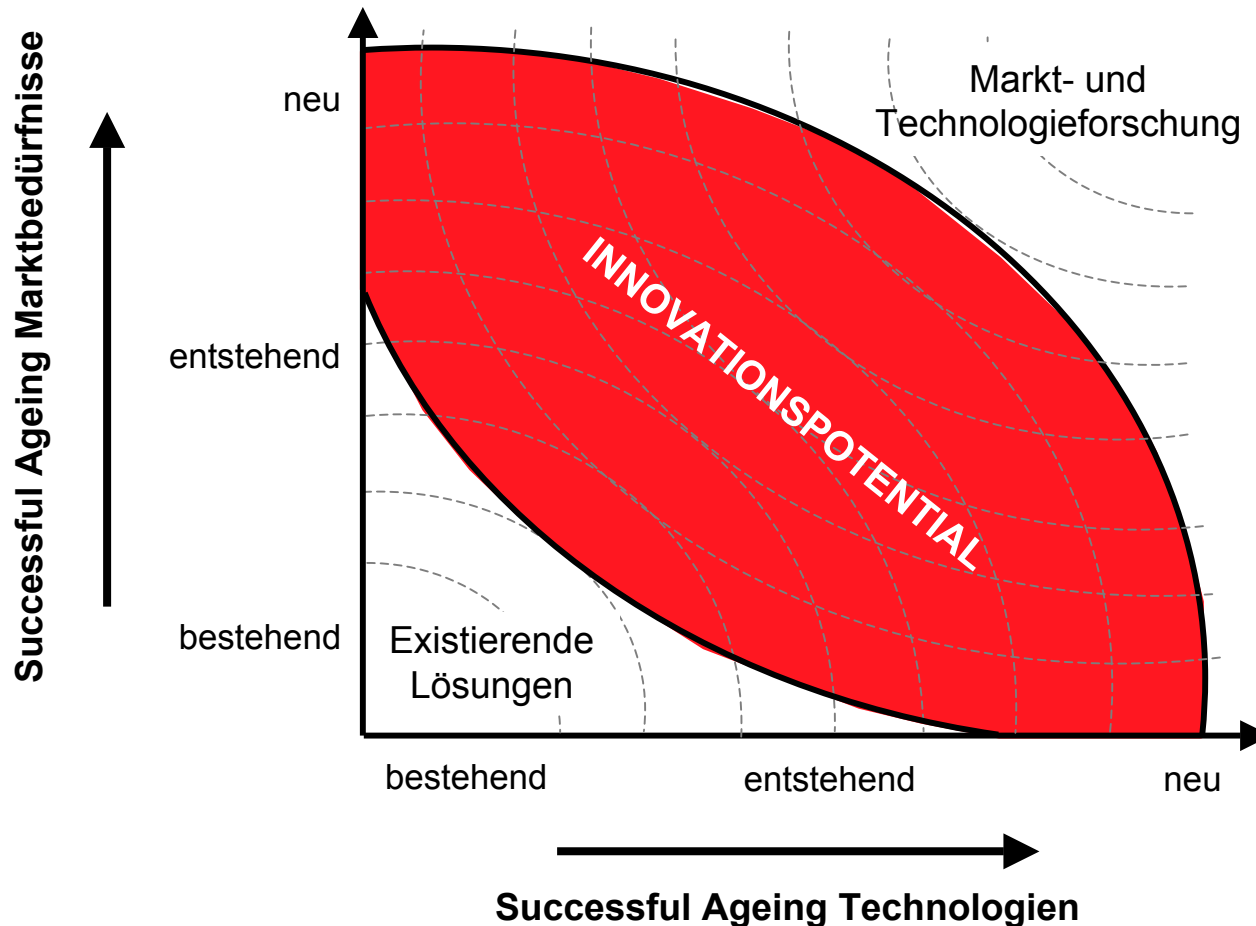 Successful Ageing Marktbedürfnisse
neu
entstehend
bestehend
Markt- und
Technologieforschung
INNOVATIONSPOTENTIAL
Existierende
Lösungen
bestehend
entstehend
neu
Successful Ageing Technologien